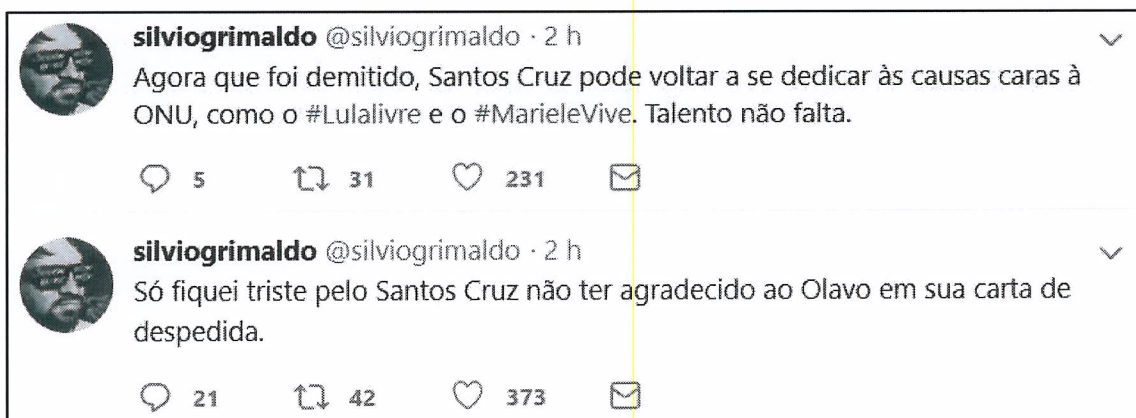 silviogrimaldo @silviogrimaldo · 2 h
Agora que foi demitido, Santos Cruz pode voltar a se dedicar às causas caras à
ONU, como o #Lulalivre e o #MarieleVive. Talento não falta.
5 31 231
silviogrimaldo @silviogrimaldo · 2 h
Só fiquei triste pelo Santos Cruz não ter agradecido ao Olavo em sua carta de
despedida.
21 42 373